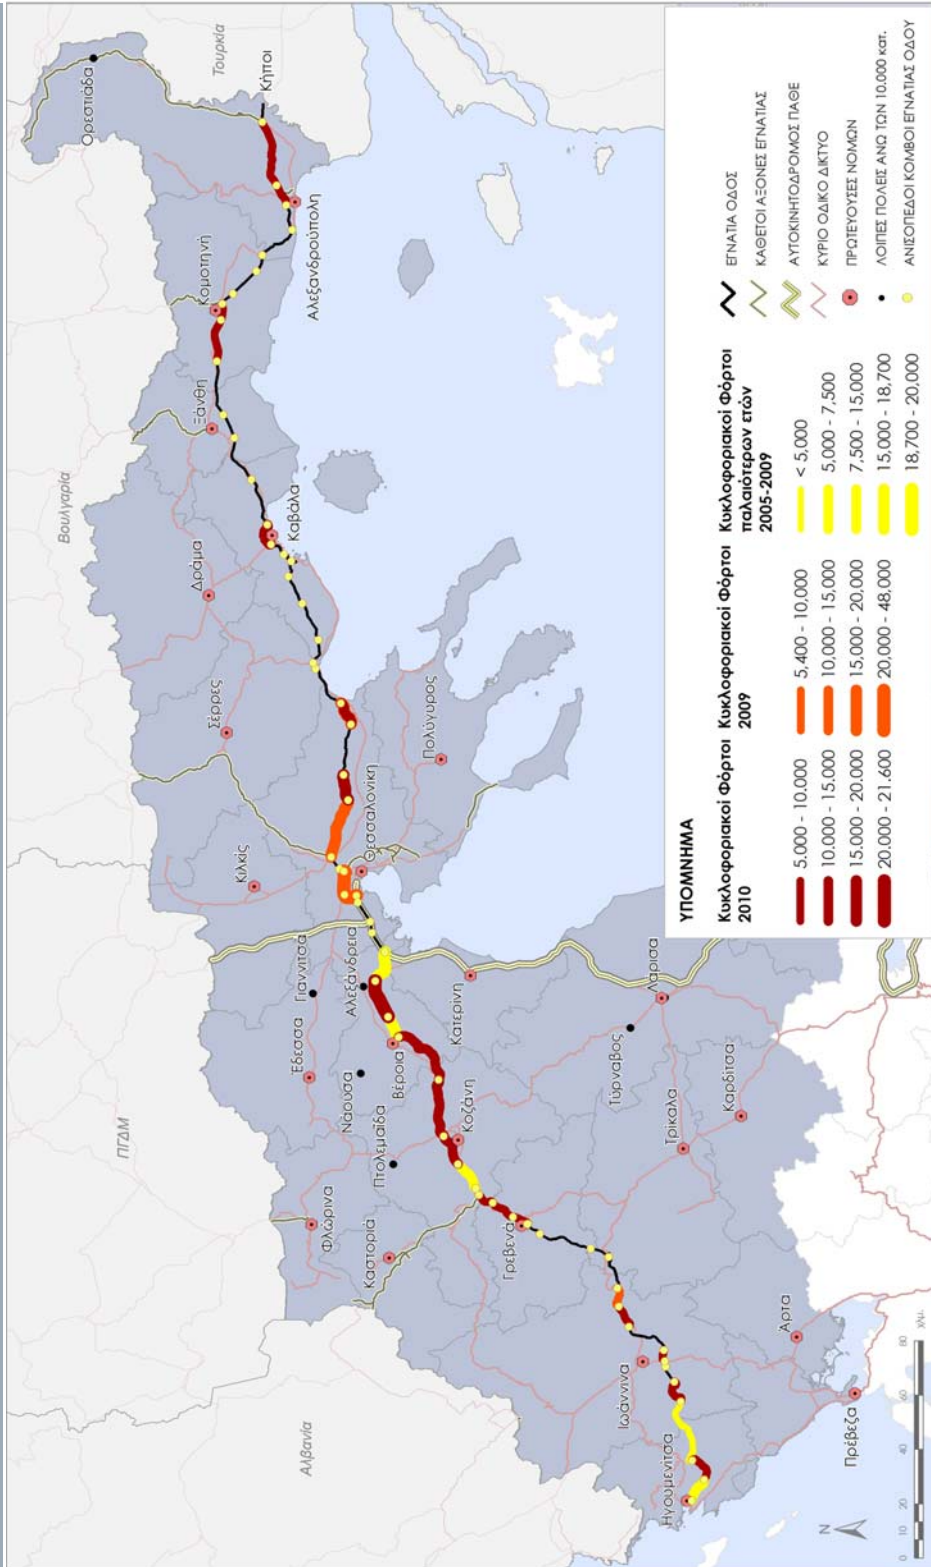 Αλβανία
ΠΓΔΜ
Βουλγαρία
Τουρκία
Ορεστιάδα
Κήποι
Αλεξανδρούπολη
Κομοτηνή
Ξάνθη
Καβάλα
Δράμα
Σέρρες
Πολύγυρος
Θεσσαλονίκη
Κιλκίς
Γιαννιτσά
Αλεξάνδρεια
Έδεσσα
Νάουσα
Βέροια
Κατερίνη
Πτολεμαΐδα
Κοζάνη
Φλώρινα
Καστοριά
Γρεβενά
Λάρισα
Τύρναβος
Τρίκαλα
Καρδίτσα
Ιωάννινα
Ηγουμενίτσα
Άρτα
Πρέβεζα
N
0 10 20 40 60 80
Χλμ.
ΥΠΟΜΝΗΜΑ
Κυκλοφοριακοί Φόρτοι
2010
5.000 - 10.000
10.000 - 15.000
15.000 - 20.000
20.000 - 21.600
Κυκλοφοριακοί Φόρτοι
2009
5,400 - 10,000
10,000 - 15,000
15,000 - 20,000
20,000 - 48,000
Κυκλοφοριακοί Φόρτοι
παλαιότερων ετών
2005-2009
< 5,000
5,000 - 7,500
7,500 - 15,000
15,000 - 18,700
18,700 - 20,000
ΕΓΝΑΤΙΑ ΟΔΟΣ
ΚΑΘΕΤΟΙ ΑΞΟΝΕΣ ΕΓΝΑΤΙΑΣ
ΑΥΤΟΚΙΝΗΤΟΔΡΟΜΟΣ ΠΑΘΕ
ΚΥΡΙΟ ΟΔΙΚΟ ΔΙΚΤΥΟ
ΠΡΩΤΕΥΟΥΣΕΣ ΝΟΜΩΝ
ΛΟΙΠΕΣ ΠΟΛΕΙΣ ΑΝΩ ΤΩΝ 10.000 κατ.
ΑΝΙΣΟΠΕΔΟΙ ΚΟΜΒΟΙ ΕΓΝΑΤΙΑΣ ΟΔΟΥ